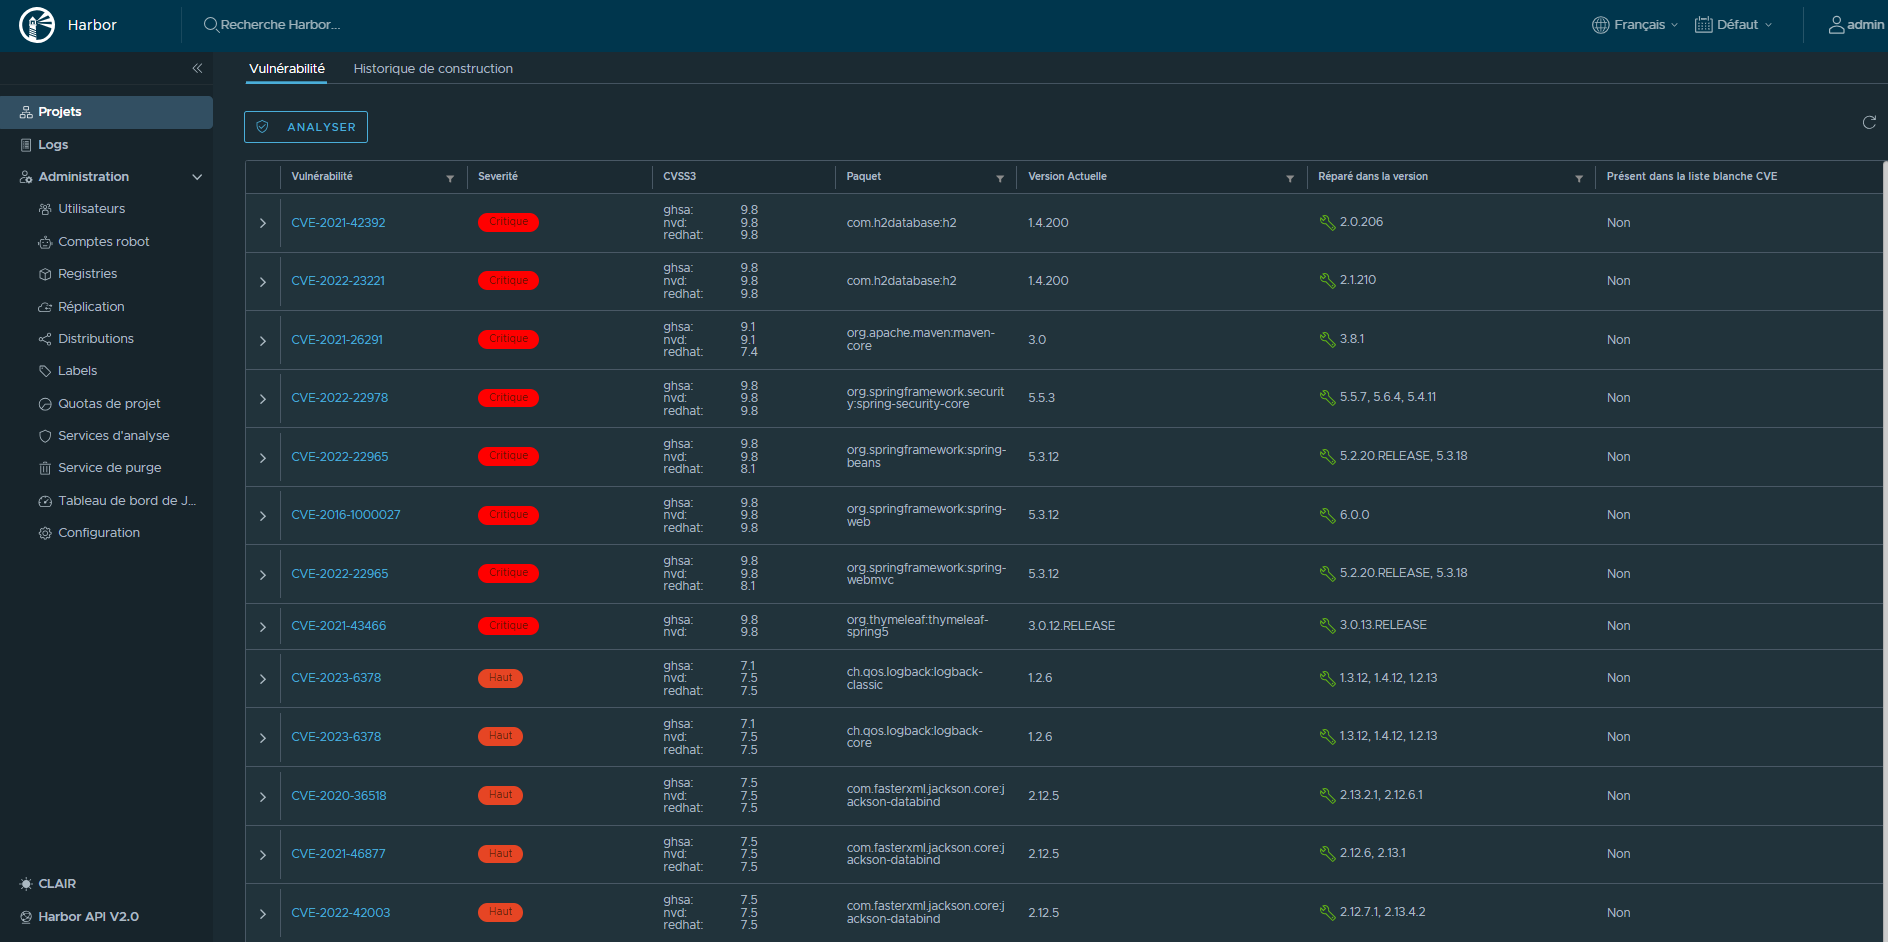 Harbor
Recherche Harbor...
Français
Défaut
admin
Projets
Logs
Administration
Utilisateurs
Comptes robot
Registries
Réplication
Distributions
Labels
Quotas de projet
Services d'analyse
Service de purge
Tableau de bord de J...
Configuration
CLAIR
Harbor API V2.0
Vulnérabilité Historique de construction
ANALYSER
Vulnérabilité Severité CVSS3 Paquet Version Actuelle Réparé dans la version Présent dans la liste blanche CVE
CVE-2021-42392 Critique ghsa: 9.8 com.h2database:h2 1.4.200 2.0.206 Non
nvd: 9.8
redhat: 9.8
CVE-2022-23221 Critique ghsa: 9.8 com.h2database:h2 1.4.200 2.1.210 Non
nvd: 9.8
redhat: 9.8
CVE-2021-26291 Critique ghsa: 9.1 org.apache.maven:maven- 3.0 3.8.1 Non
nvd: 9.1 core
redhat: 7.4
CVE-2022-22978 Critique ghsa: 9.8 org.springframework.securit 5.5.3 5.5.7, 5.6.4, 5.4.11 Non
nvd: 9.8 y:spring-security-core
redhat: 9.8
CVE-2022-22965 Critique ghsa: 9.8 org.springframework:spring- 5.3.12 5.2.20.RELEASE, 5.3.18 Non
nvd: 9.8 beans
redhat: 8.1
CVE-2016-1000027 Critique ghsa: 9.8 org.springframework:spring- 5.3.12 6.0.0 Non
nvd: 9.8 web
redhat: 9.8
CVE-2022-22965 Critique ghsa: 9.8 org.springframework:spring- 5.3.12 5.2.20.RELEASE, 5.3.18 Non
nvd: 9.8 webmvc
redhat: 8.1
CVE-2021-43466 Critique ghsa: 9.8 org.thymeleaf:thymeleaf- 3.0.12.RELEASE 3.0.13.RELEASE Non
nvd: 9.8 spring5
CVE-2023-6378 Haut ghsa: 7.1 ch.qos.logback:logback- 1.2.6 1.3.12, 1.4.12, 1.2.13 Non
nvd: 7.5 classic
redhat: 7.5
CVE-2023-6378 Haut ghsa: 7.1 ch.qos.logback:logback- 1.2.6 1.3.12, 1.4.12, 1.2.13 Non
nvd: 7.5 core
redhat: 7.5
CVE-2020-36518 Haut ghsa: 7.5 com.fasterxml.jackson.core:j 2.12.5 2.13.2.1, 2.12.6.1 Non
nvd: 7.5 ackson-databind
redhat: 7.5
CVE-2021-46877 Haut ghsa: 7.5 com.fasterxml.jackson.core:j 2.12.5 2.12.6, 2.13.1 Non
nvd: 7.5 ackson-databind
redhat: 7.5
CVE-2022-42003 Haut ghsa: 7.5 com.fasterxml.jackson.core:j 2.12.5 2.12.7.1, 2.13.4.2 Non
nvd: 7.5 ackson-databind
redhat: 7.5